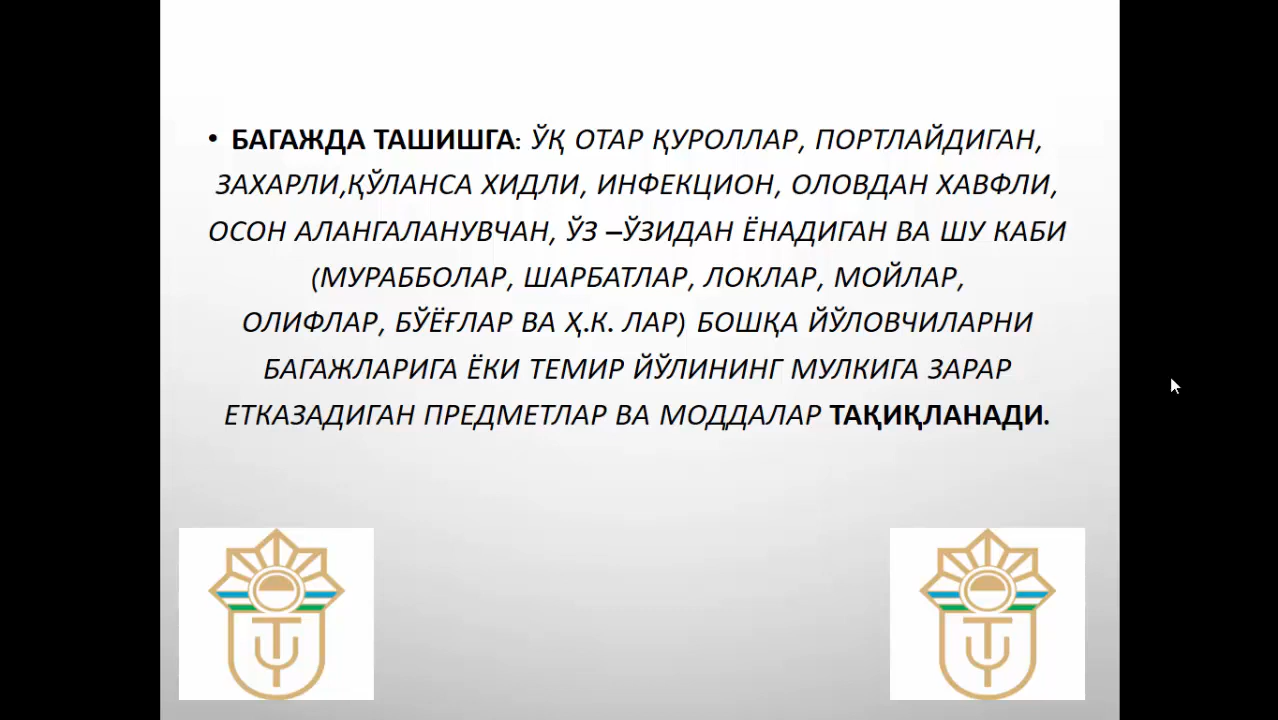 • БАГАЖДА ТАШИШГА: ЎҚ ОТАР ҚУРОЛЛАР, ПОРТЛАЙДИГАН,
ЗАХАРЛИ,ҚЎЛАНСА ХИДЛИ, ИНФЕКЦИОН, ОЛОВДАН ХАВФЛИ,
ОСОН АЛАНГАЛАНУВЧАН, ЎЗ –ЎЗИДАН ЁНАДИГАН ВА ШУ КАБИ
(МУРАББОЛАР, ШАРБАТЛАР, ЛОКЛАР, МОЙЛАР,
ОЛИФЛАР, БЎЁҒЛАР ВА Ҳ.К. ЛАР) БОШҚА ЙЎЛОВЧИЛАРНИ
БАГАЖЛАРИГА ЁКИ ТЕМИР ЙЎЛИНИНГ МУЛКИГА ЗАРАР
ЕТКАЗАДИГАН ПРЕДМЕТЛАР ВА МОДДАЛАР ТАҚИҚЛАНАДИ.